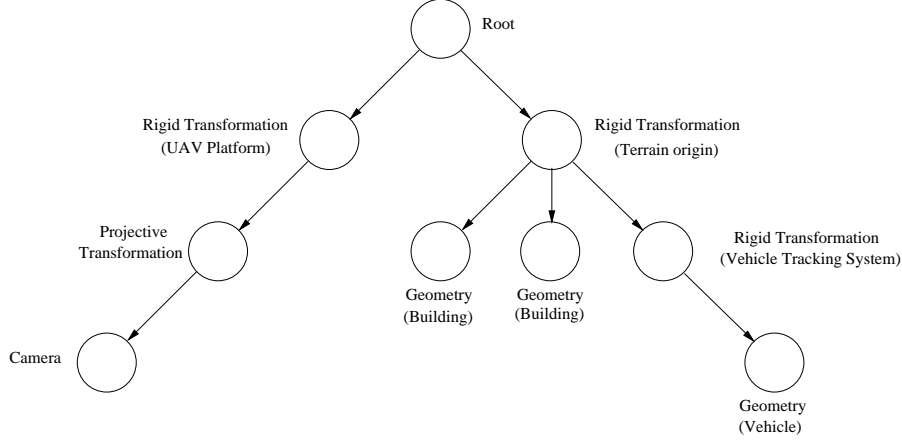 Root
Rigid Transformation
(UAV Platform)
Rigid Transformation
(Terrain origin)
Projective
Transformation
Rigid Transformation
(Vehicle Tracking System)
Geometry
(Building)
Geometry
(Building)
Camera
Geometry
(Vehicle)